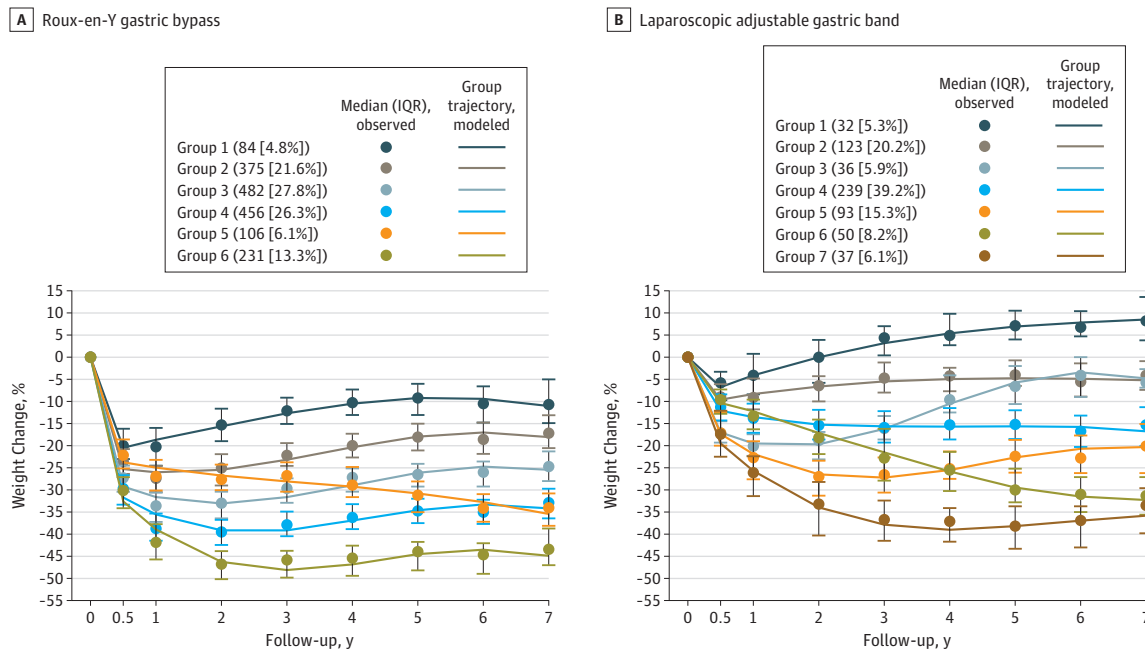 A Roux-en-Y gastric bypass
Median (IQR), observed
Group trajectory, modeled
Group 1 (84 [4.8%])
Group 2 (375 [21.6%])
Group 3 (482 [27.8%])
Group 4 (456 [26.3%])
Group 5 (106 [6.1%])
Group 6 (231 [13.3%])
Weight Change, %
15
10
5
0
-5
-10
-15
-20
-25
-30
-35
-40
-45
-50
-55
0 0.5 1 2 3 4 5 6 7
Follow-up, y
B Laparoscopic adjustable gastric band
Median (IQR), observed
Group trajectory, modeled
Group 1 (32 [5.3%])
Group 2 (123 [20.2%])
Group 3 (36 [5.9%])
Group 4 (239 [39.2%])
Group 5 (93 [15.3%])
Group 6 (50 [8.2%])
Group 7 (37 [6.1%])
Weight Change, %
15
10
5
0
-5
-10
-15
-20
-25
-30
-35
-40
-45
-50
-55
0 0.5 1 2 3 4 5 6 7
Follow-up, y